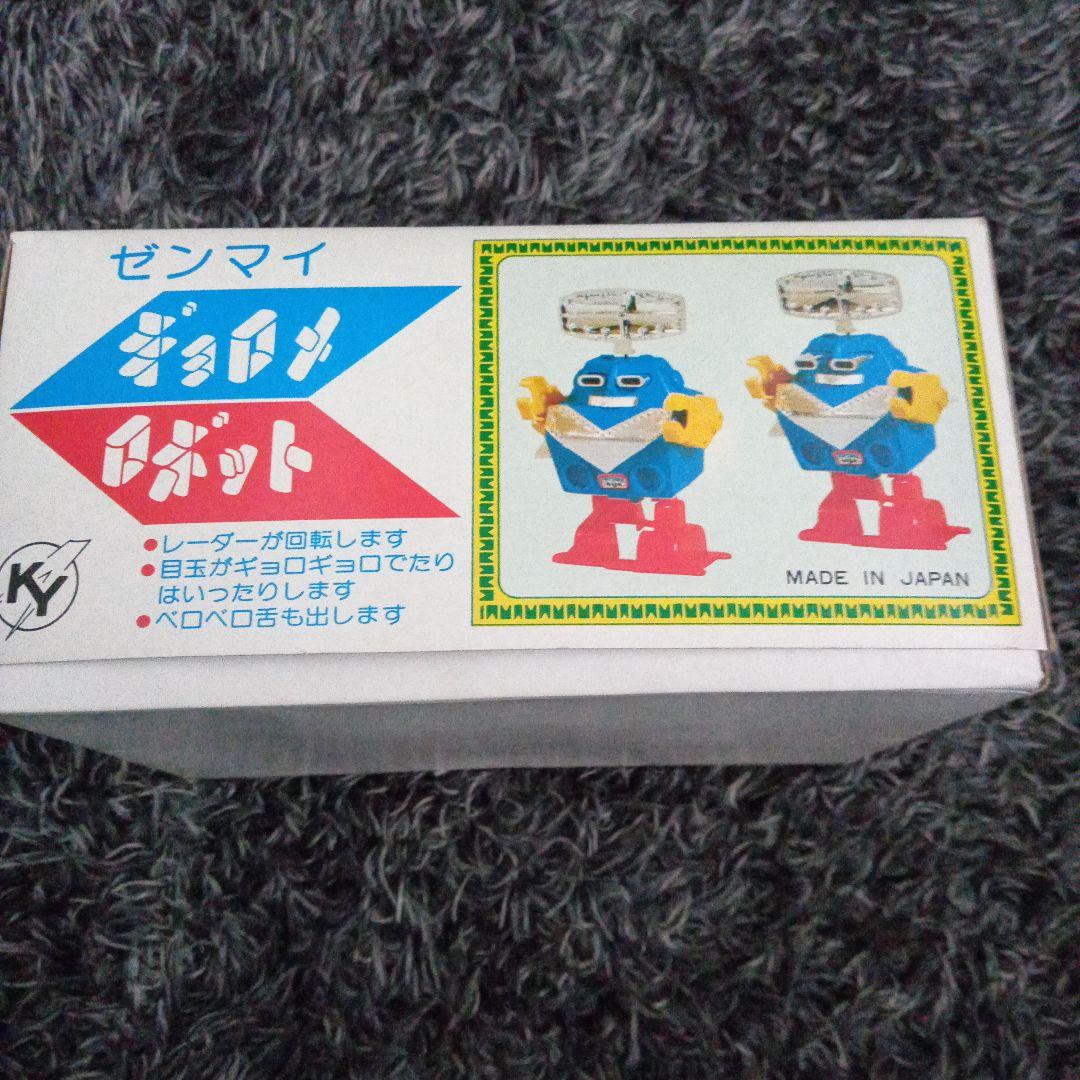 ゼンマイ
ギョロメ
ロボット
●レーダーが回転します
●目玉がギョロギョロでたり
はいったりします
●ベロベロ舌も出します
KY
MADE IN JAPAN